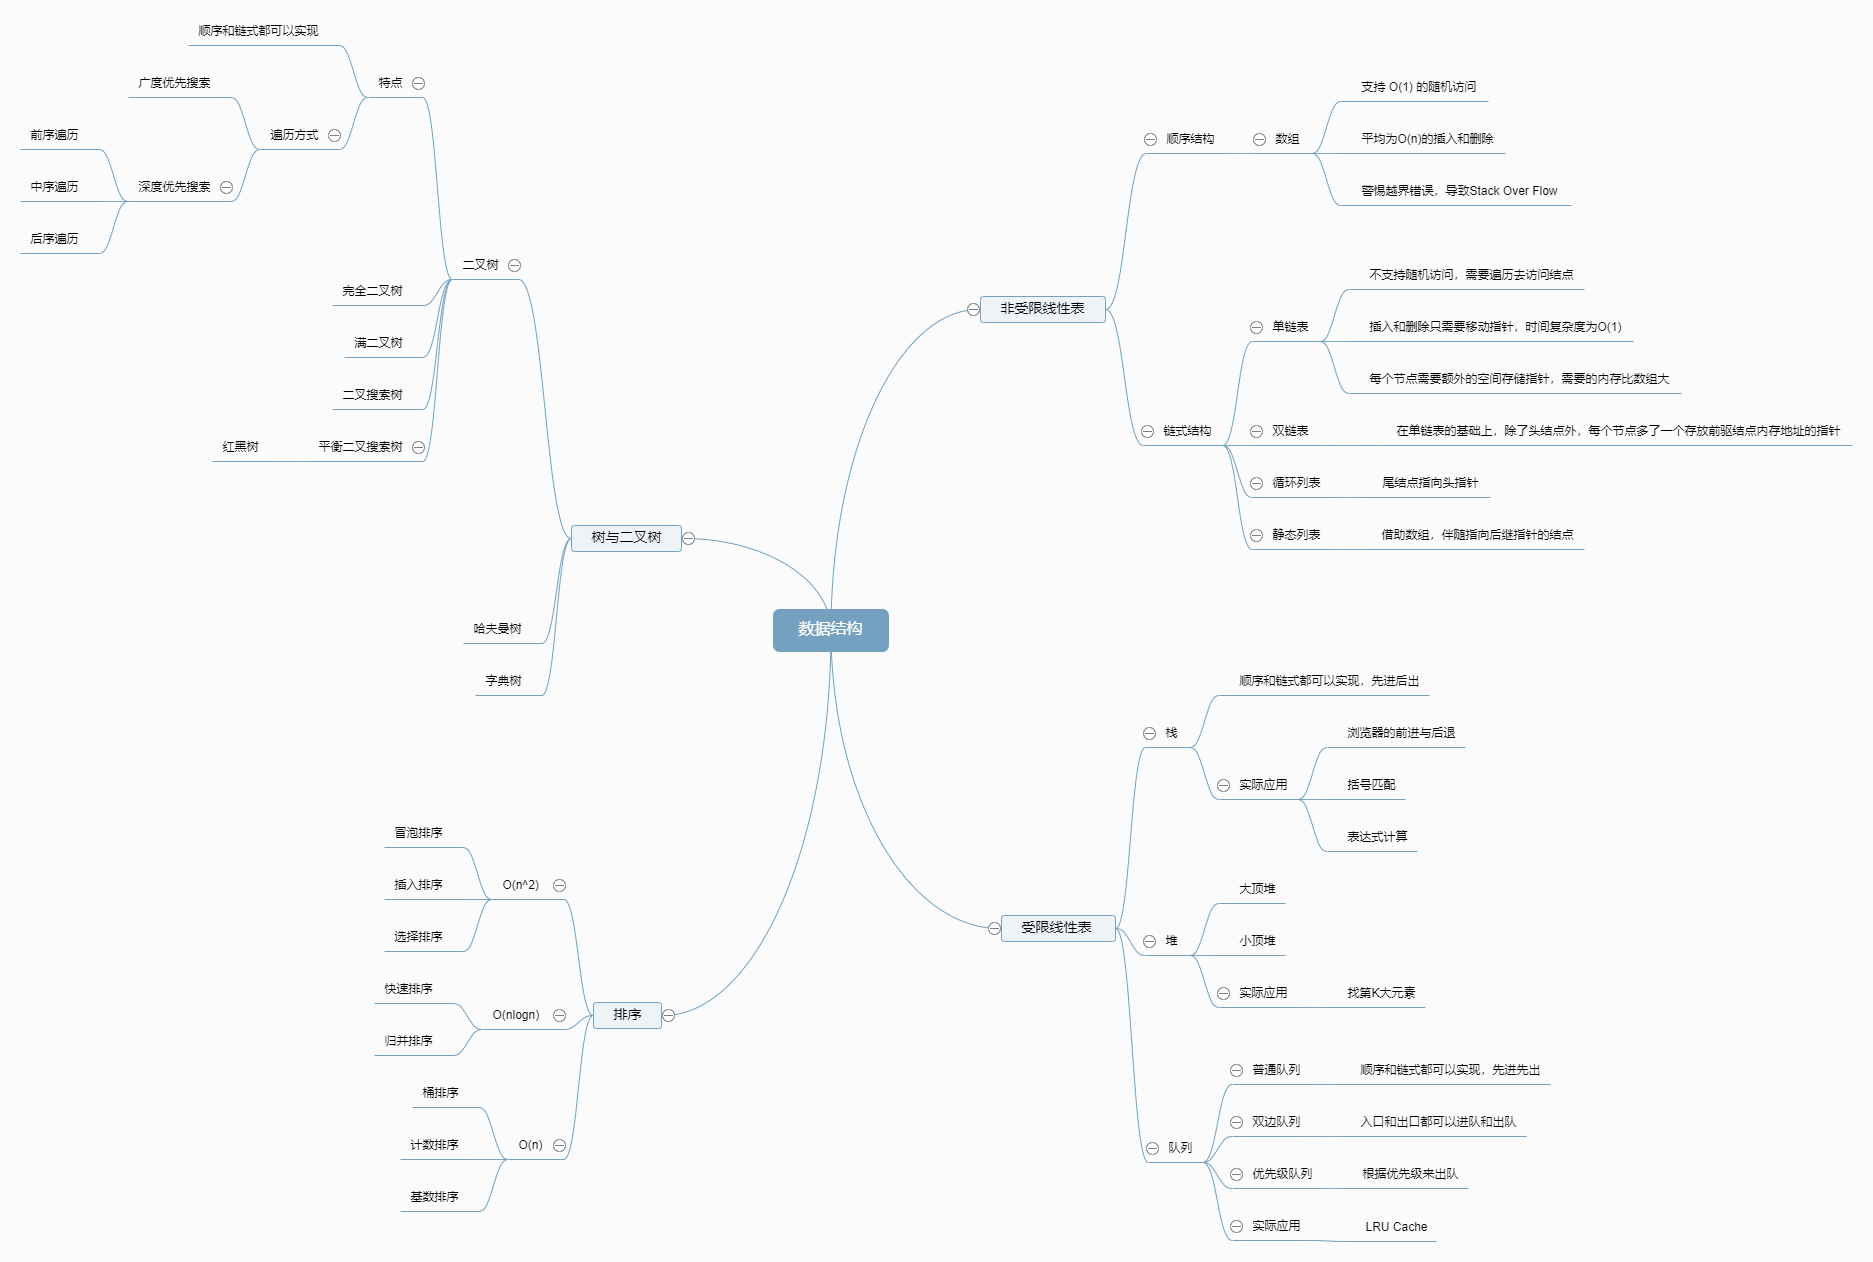 数据结构
非受限线性表
顺序结构
数组
支持 O(1) 的随机访问
平均为O(n)的插入和删除
警惕越界错误，导致Stack Over Flow
链式结构
单链表
不支持随机访问，需要遍历去访问结点
插入和删除只需要移动指针，时间复杂度为O(1)
每个节点需要额外的空间存储指针，需要的内存比数组大
双链表
在单链表的基础上，除了头结点外，每个节点多了一个存放前驱结点内存地址的指针
循环列表
尾结点指向头指针
静态列表
借助数组，伴随指向后继指针的结点
受限线性表
栈
顺序和链式都可以实现，先进后出
实际应用
浏览器的前进与后退
括号匹配
表达式计算
堆
大顶堆
小顶堆
实际应用
找第K大元素
队列
普通队列
顺序和链式都可以实现，先进先出
双边队列
入口和出口都可以进队和出队
优先级队列
根据优先级来出队
实际应用
LRU Cache
树与二叉树
二叉树
特点
顺序和链式都可以实现
遍历方式
广度优先搜索
深度优先搜索
前序遍历
中序遍历
后序遍历
完全二叉树
满二叉树
二叉搜索树
平衡二叉搜索树
红黑树
哈夫曼树
字典树
排序
O(n^2)
冒泡排序
插入排序
选择排序
O(nlogn)
快速排序
归并排序
O(n)
桶排序
计数排序
基数排序